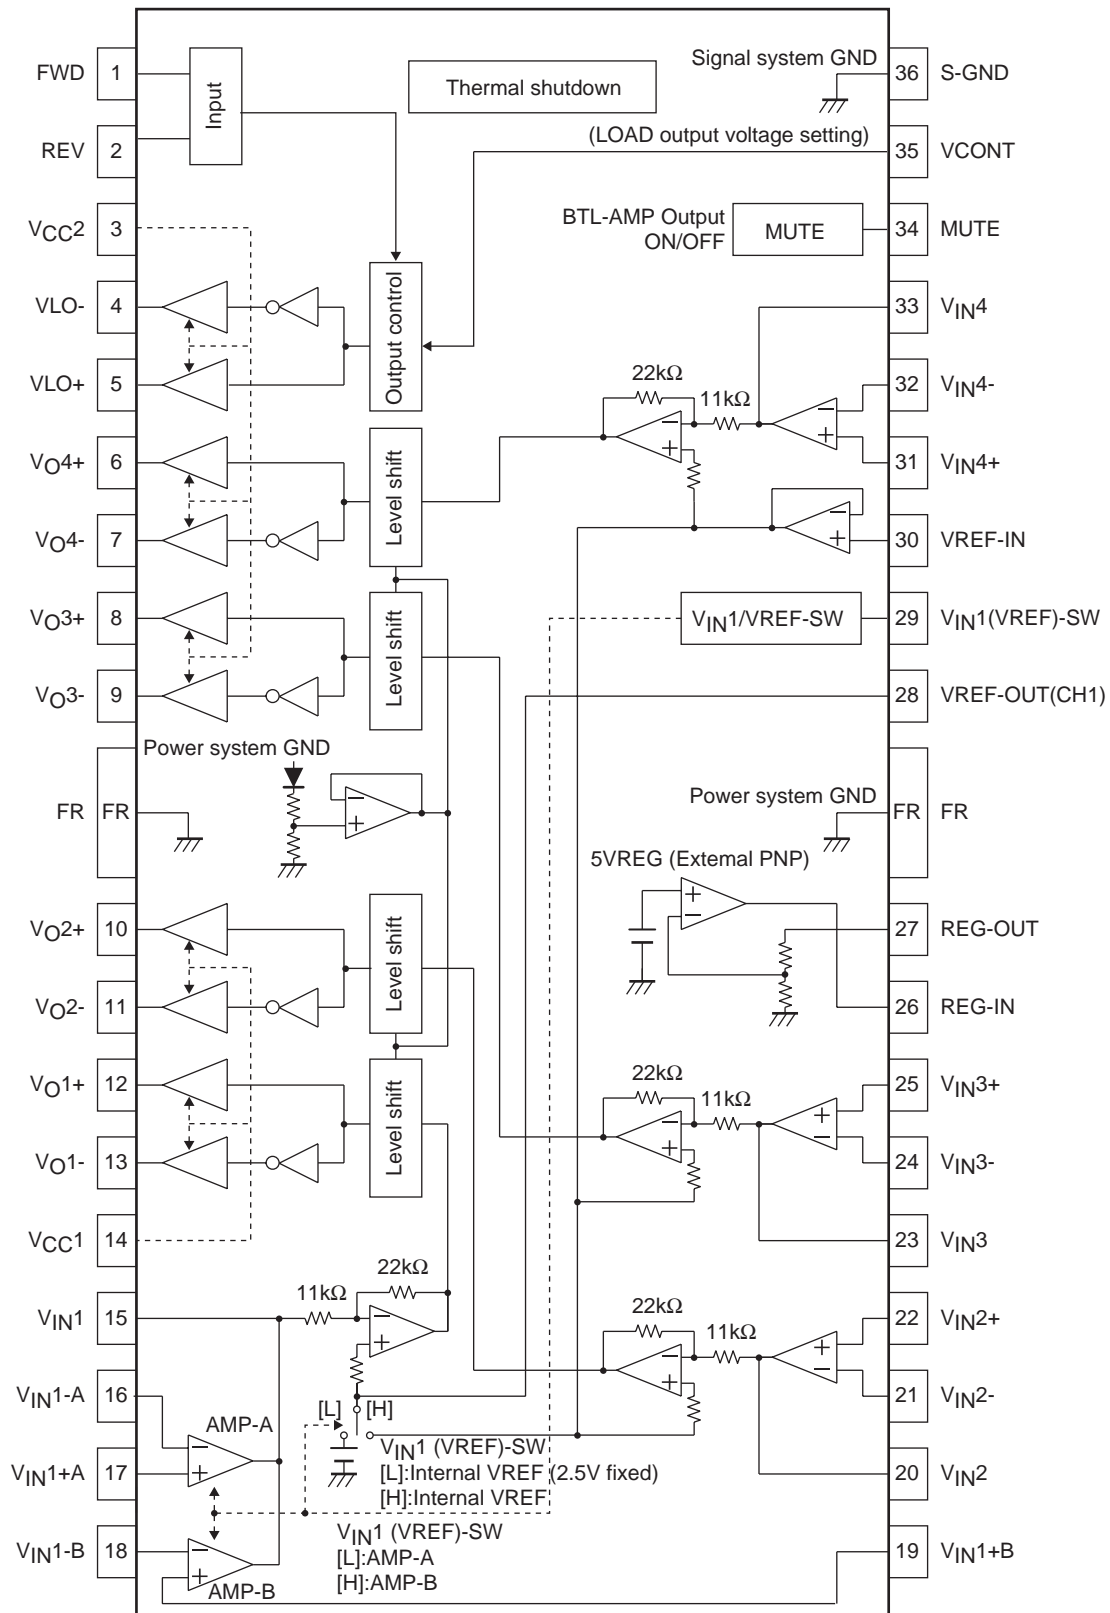 FWD 1
REV 2
VCC2 3
VLO- 4
VLO+ 5
VO4+ 6
VO4- 7
VO3+ 8
VO3- 9
FR FR
VO2+ 10
VO2- 11
VO1+ 12
VO1- 13
VCC1 14
VIN1 15
VIN1-A 16
VIN1+A 17
VIN1-B 18
Input
Thermal shutdown
Signal system GND
(LOAD output voltage setting)
BTL-AMP Output
ON/OFF
MUTE
Output control
Level shift
Level shift
22kΩ
11kΩ
VIN1/VREF-SW
Power system GND
Power system GND
5VREG (External PNP)
Level shift
Level shift
22kΩ
11kΩ
22kΩ
11kΩ
22kΩ
11kΩ
AMP-A
[L]
[H]
VIN1 (VREF)-SW
[L]:Internal VREF (2.5V fixed)
[H]:Internal VREF
VIN1 (VREF)-SW
[L]:AMP-A
[H]:AMP-B
AMP-B
36 S-GND
35 VCONT
34 MUTE
33 VIN4
32 VIN4-
31 VIN4+
30 VREF-IN
29 VIN1(VREF)-SW
28 VREF-OUT(CH1)
FR FR
27 REG-OUT
26 REG-IN
25 VIN3+
24 VIN3-
23 VIN3
22 VIN2+
21 VIN2-
20 VIN2
19 VIN1+B